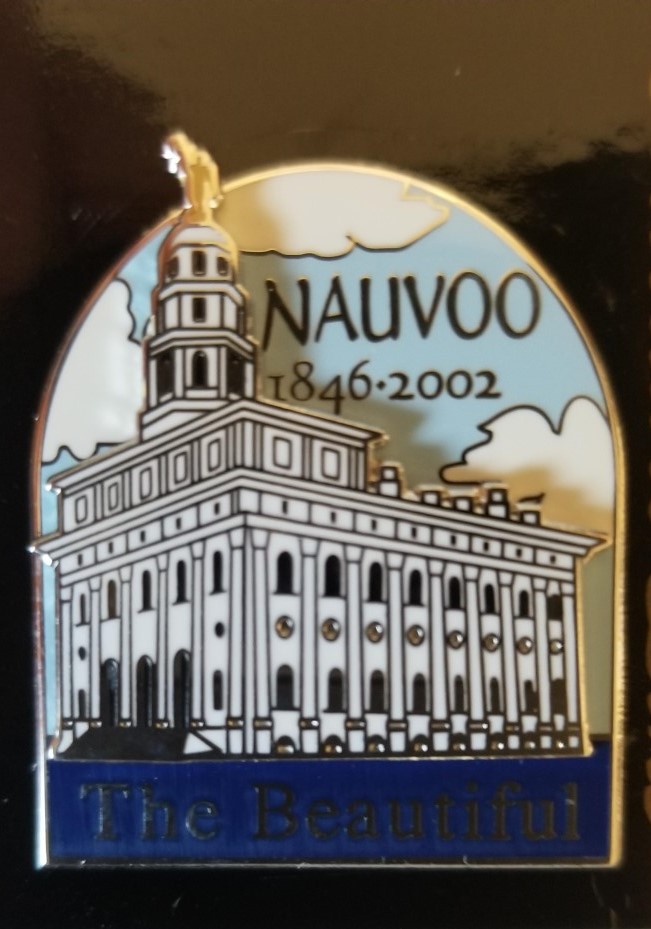 NAUVOO
1846·2002
The Beautiful